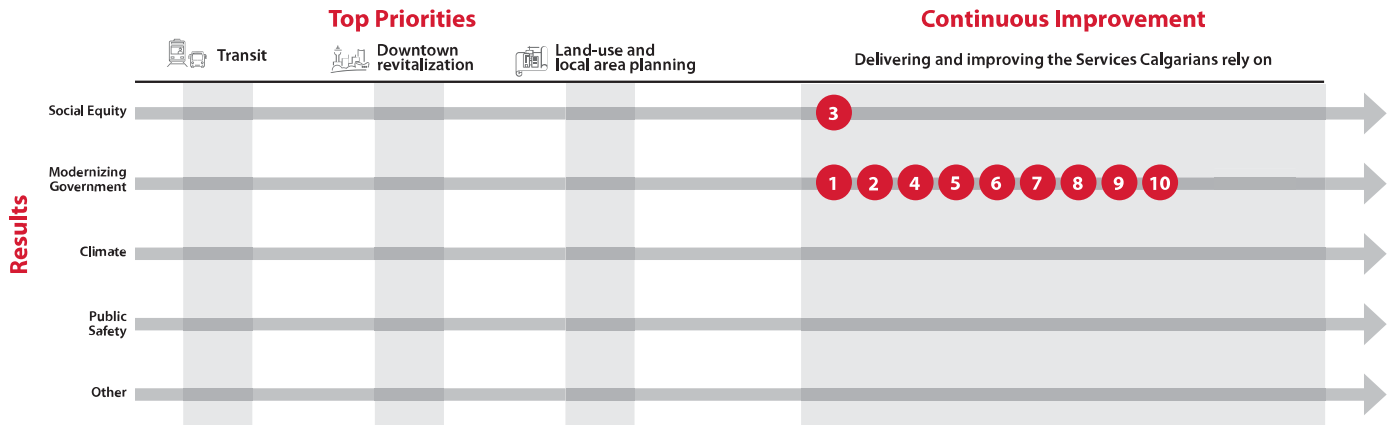 Top Priorities
Continuous Improvement
Transit
Downtown
revitalization
Land-use and
local area planning
Delivering and improving the Services Calgarians rely on
Results
Social Equity
3
Modernizing
Government
1 2 4 5 6 7 8 9 10
Climate
Public
Safety
Other